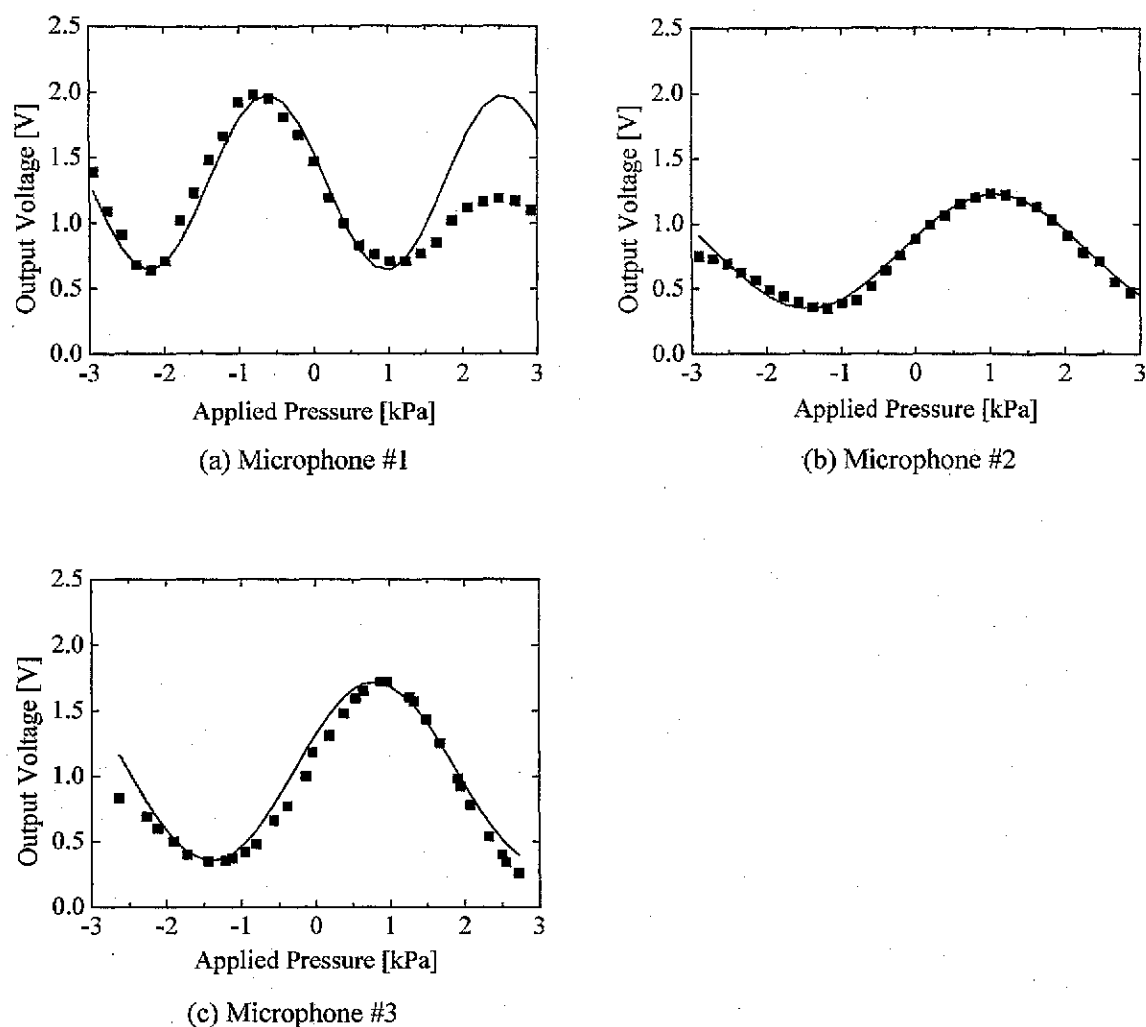 2.5
2.0
1.5
1.0
0.5
0.0
Output Voltage [V]
-3 -2 -1 0 1 2 3
Applied Pressure [kPa]
(a) Microphone #1
2.5
2.0
1.5
1.0
0.5
0.0
Output Voltage [V]
-3 -2 -1 0 1 2 3
Applied Pressure [kPa]
(b) Microphone #2
2.5
2.0
1.5
1.0
0.5
0.0
Output Voltage [V]
-3 -2 -1 0 1 2 3
Applied Pressure [kPa]
(c) Microphone #3